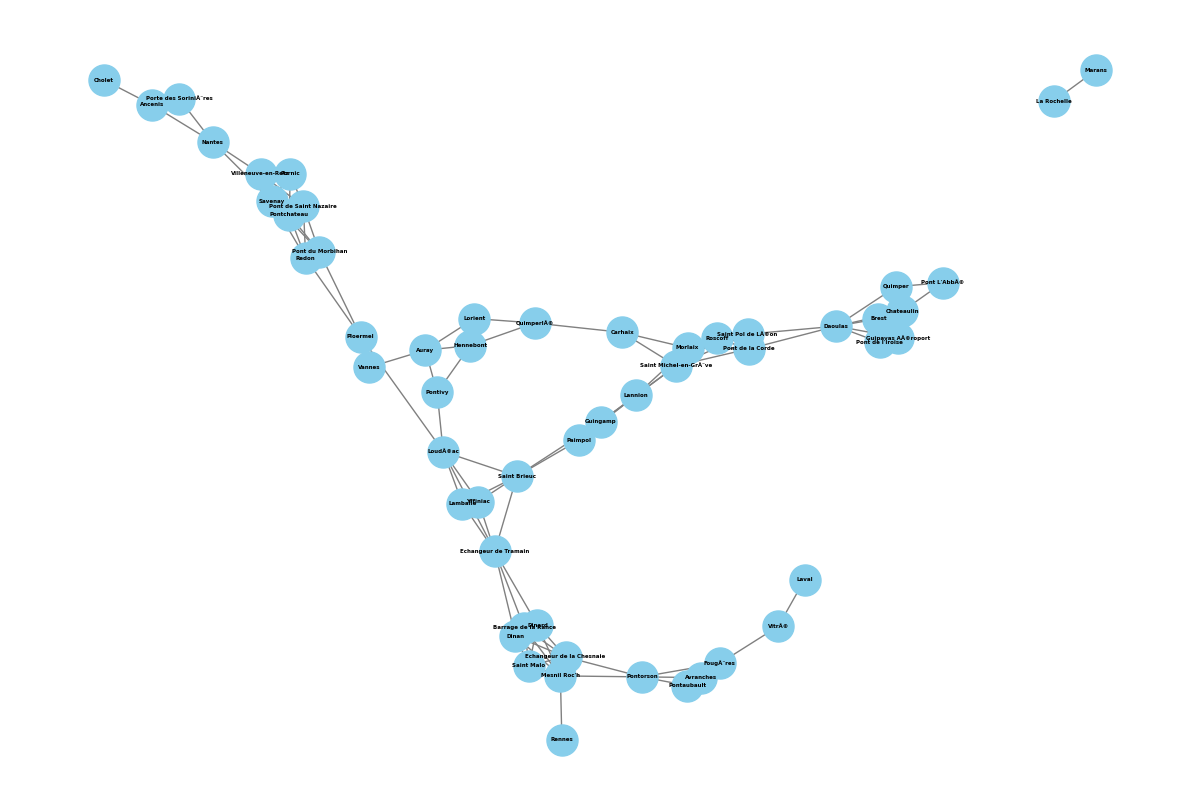 Marans
Cholet
Porte des SoriniÃ¨res
La Rochelle
Ancenis
Nantes
Villeneuve-en-Retz
Pornic
Savenay
Pont de Saint Nazaire
Pontchateau
Pont du Morbihan
Redon
Pont L'AbbÃ©
Quimper
Chateaulin
Lorient
Brest
QuimperlÃ©
Daoulas
Carhaix
Ploermel
Saint Pol de LÃ©on
Roscoff
Guipavas AÃ©roport
Pont de l'Iroise
Hennebont
Morlaix
Pont de la Corde
Auray
Saint Michel-en-GrÃ¨ve
Vannes
Pontivy
Lannion
Guingamp
Paimpol
LoudÃ©ac
Saint Brieuc
Yffiniac
Lamballe
Echangeur de Tramain
Laval
Dinard
VitrÃ©
Barrage de la Rance
Dinan
Echangeur de la Chesnaie
FougÃ¨res
Saint Malo
Mesnil Roc'h
Pontorson
Avranches
Pontaubault
Rennes